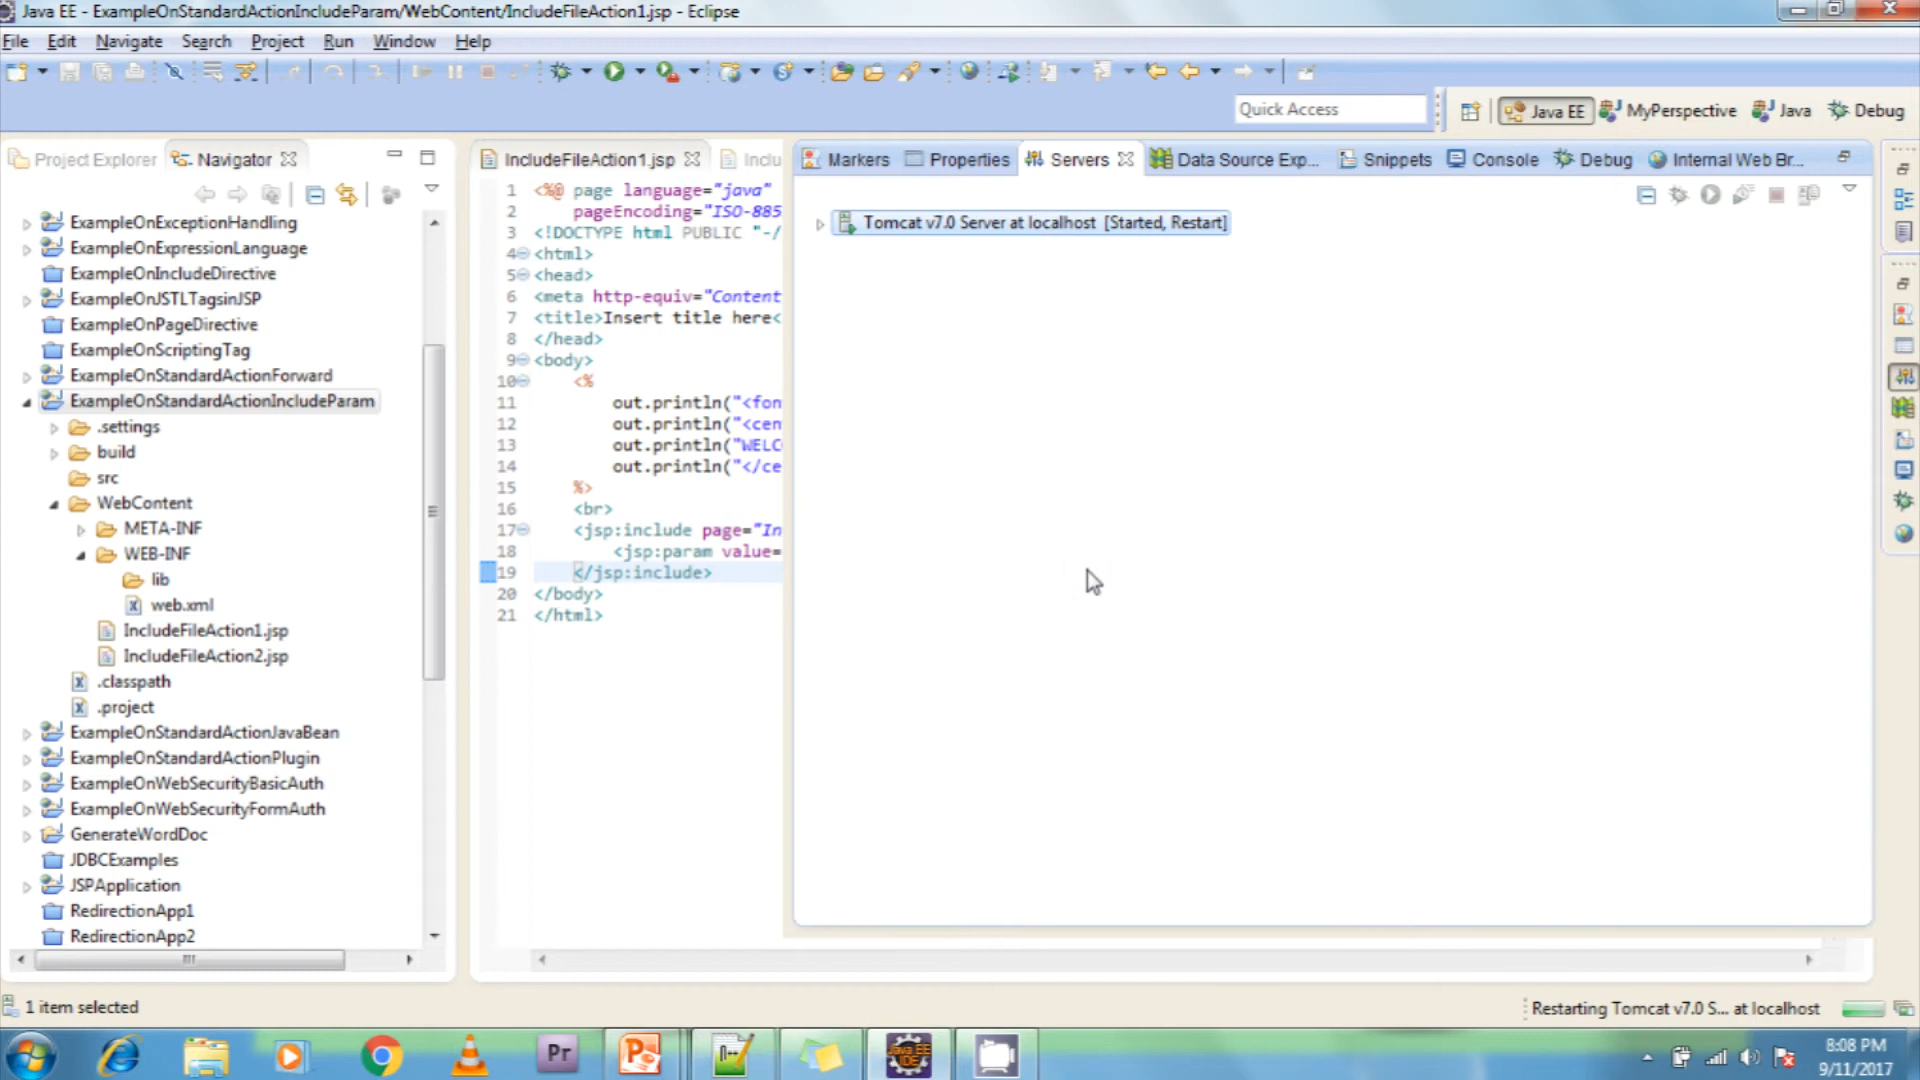 Java EE - ExampleOnStandardActionIncludeParam/WebContent/IncludeFileAction1.jsp - Eclipse
File Edit Navigate Search Project Run Window Help
Quick Access
Java EE MyPerspective Java Debug
Project Explorer Navigator
ExampleOnExceptionHandling
ExampleOnExpressionLanguage
ExampleOnIncludeDirective
ExampleOnJSTLTagsinJSP
ExampleOnPageDirective
ExampleOnScriptingTag
ExampleOnStandardActionForward
ExampleOnStandardActionIncludeParam
.settings
build
src
WebContent
META-INF
WEB-INF
lib
web.xml
IncludeFileAction1.jsp
IncludeFileAction2.jsp
.classpath
.project
ExampleOnStandardActionJavaBean
ExampleOnStandardActionPlugin
ExampleOnWebSecurityBasicAuth
ExampleOnWebSecurityFormAuth
GenerateWordDoc
JDBCExamples
JSPApplication
RedirectionApp1
RedirectionApp2
IncludeFileAction1.jsp Inclu
1 <%@ page language="java"
2 pageEncoding="ISO-885
3 <!DOCTYPE html PUBLIC "-/
4 <html>
5 <head>
6 <meta http-equiv="Content
7 <title>Insert title here<
8 </head>
9 <body>
10 <%
11 out.println("<fon
12 out.println("<cen
13 out.println("WELC
14 out.println("</ce
15 %>
16 <br>
17 <jsp:include page="In
18 <jsp:param value=
19 </jsp:include>
20 </body>
21 </html>
Markers Properties Servers Data Source Exp... Snippets Console Debug Internal Web Br...
Tomcat v7.0 Server at localhost [Started, Restart]
1 item selected
Restarting Tomcat v7.0 S... at localhost
Pr
Java EE
IDE
8:08 PM
9/11/2017